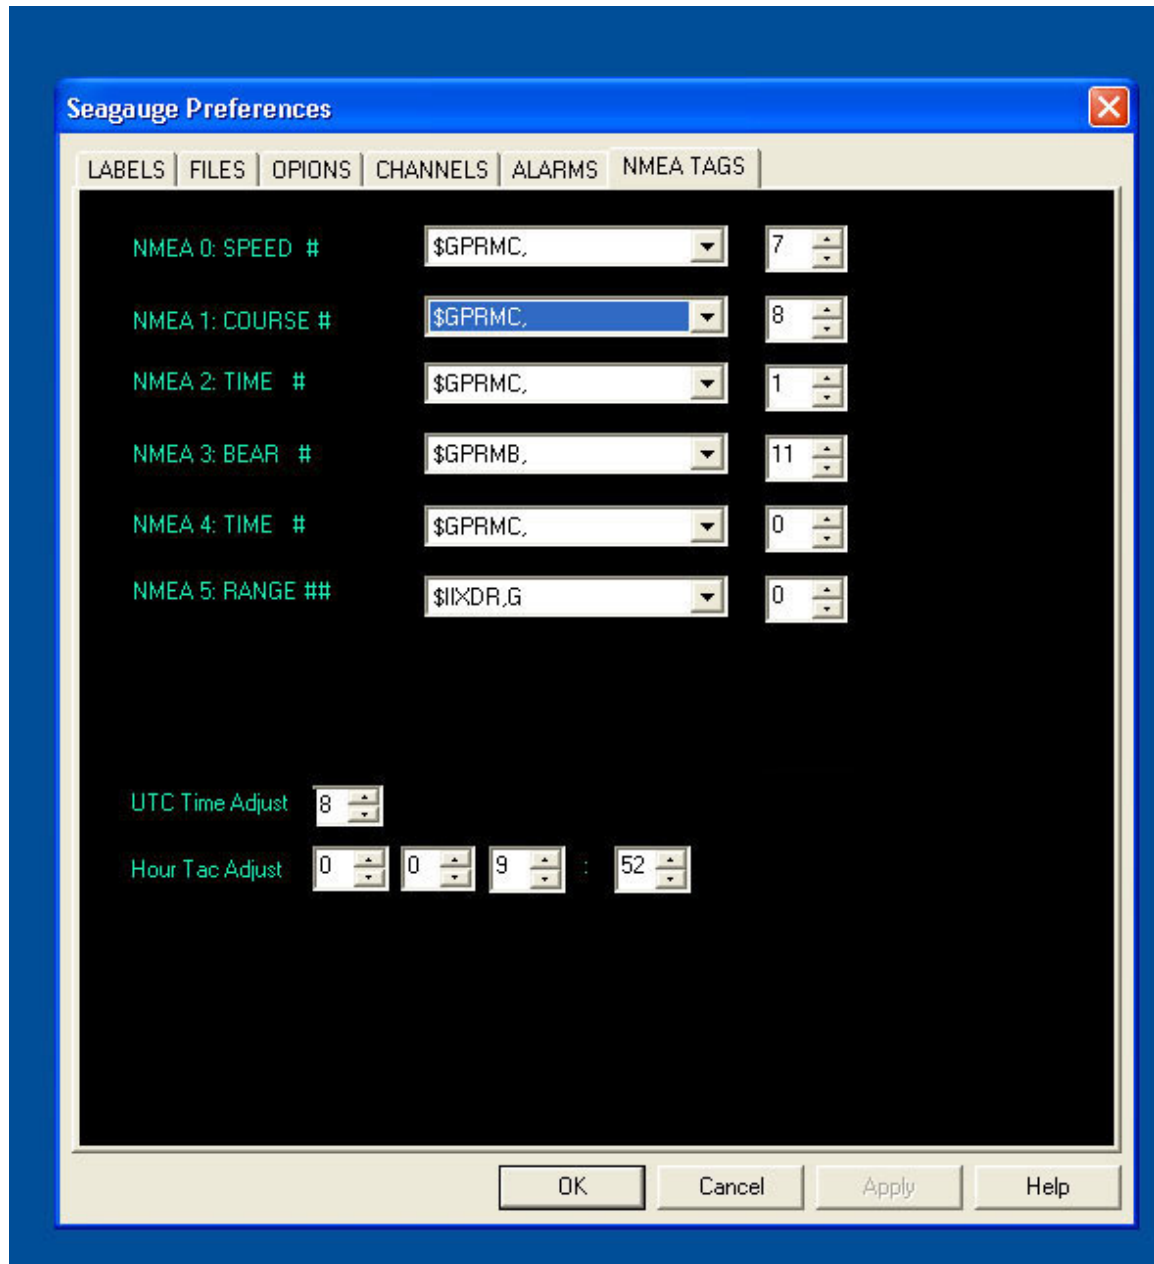 Seagauge Preferences
LABELS FILES OPIONS CHANNELS ALARMS NMEA TAGS
NMEA 0: SPEED # $GPRMC, 7
NMEA 1: COURSE # $GPRMC, 8
NMEA 2: TIME # $GPRMC, 1
NMEA 3: BEAR # $GPRMB, 11
NMEA 4: TIME # $GPRMC, 0
NMEA 5: RANGE ## $IIXDR,G 0
UTC Time Adjust 8
Hour Tac Adjust 0 0 9 : 52
OK Cancel Apply Help